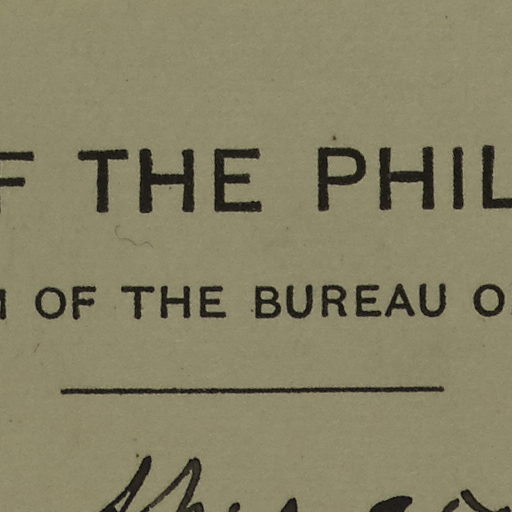 F THE PHIL
OF THE BUREAU O